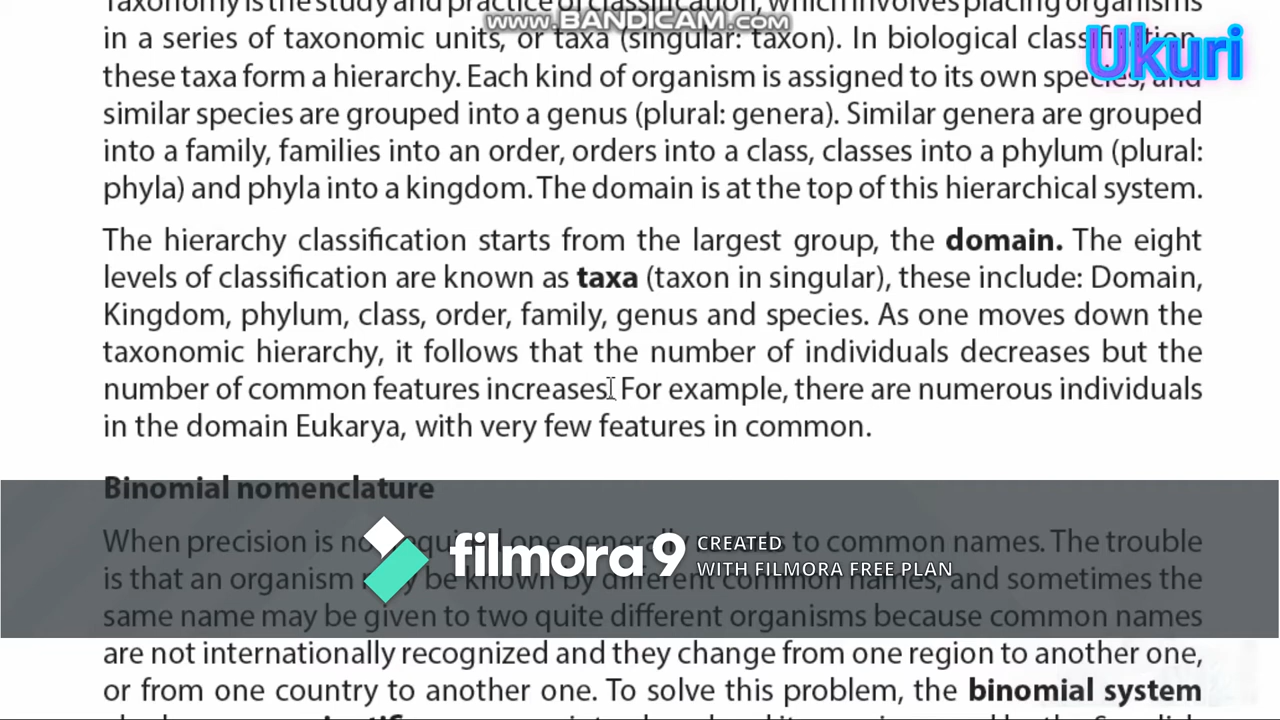 Taxonomy is the study and practice of classification, which involves placing organisms
www.BANDICAM.com
in a series of taxonomic units, or taxa (singular: taxon). In biological classification,
Ukuri
these taxa form a hierarchy. Each kind of organism is assigned to its own species, and
similar species are grouped into a genus (plural: genera). Similar genera are grouped
into a family, families into an order, orders into a class, classes into a phylum (plural:
phyla) and phyla into a kingdom. The domain is at the top of this hierarchical system.
The hierarchy classification starts from the largest group, the domain. The eight
levels of classification are known as taxa (taxon in singular), these include: Domain,
Kingdom, phylum, class, order, family, genus and species. As one moves down the
taxonomic hierarchy, it follows that the number of individuals decreases but the
number of common features increases. For example, there are numerous individuals
in the domain Eukarya, with very few features in common.
Binomial nomenclature
When precision is not required, one generally to common names. The trouble
filmora9 CREATED
WITH FILMORA FREE PLAN
is that an organism may be known by different common names, and sometimes the
same name may be given to two quite different organisms because common names
are not internationally recognized and they change from one region to another one,
or from one country to another one. To solve this problem, the binomial system